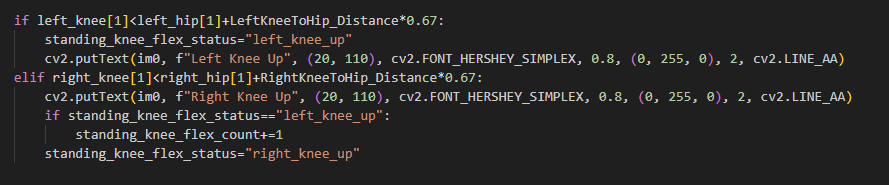 if left_knee[1]<left_hip[1]+LeftKneeToHip_Distance*0.67:
    standing_knee_flex_status="left_knee_up"
    cv2.putText(im0, f"Left Knee Up", (20, 110), cv2.FONT_HERSHEY_SIMPLEX, 0.8, (0, 255, 0), 2, cv2.LINE_AA)
elif right_knee[1]<right_hip[1]+RightKneeToHip_Distance*0.67:
    cv2.putText(im0, f"Right Knee Up", (20, 110), cv2.FONT_HERSHEY_SIMPLEX, 0.8, (0, 255, 0), 2, cv2.LINE_AA)
    if standing_knee_flex_status=="left_knee_up":
        standing_knee_flex_count+=1
    standing_knee_flex_status="right_knee_up"